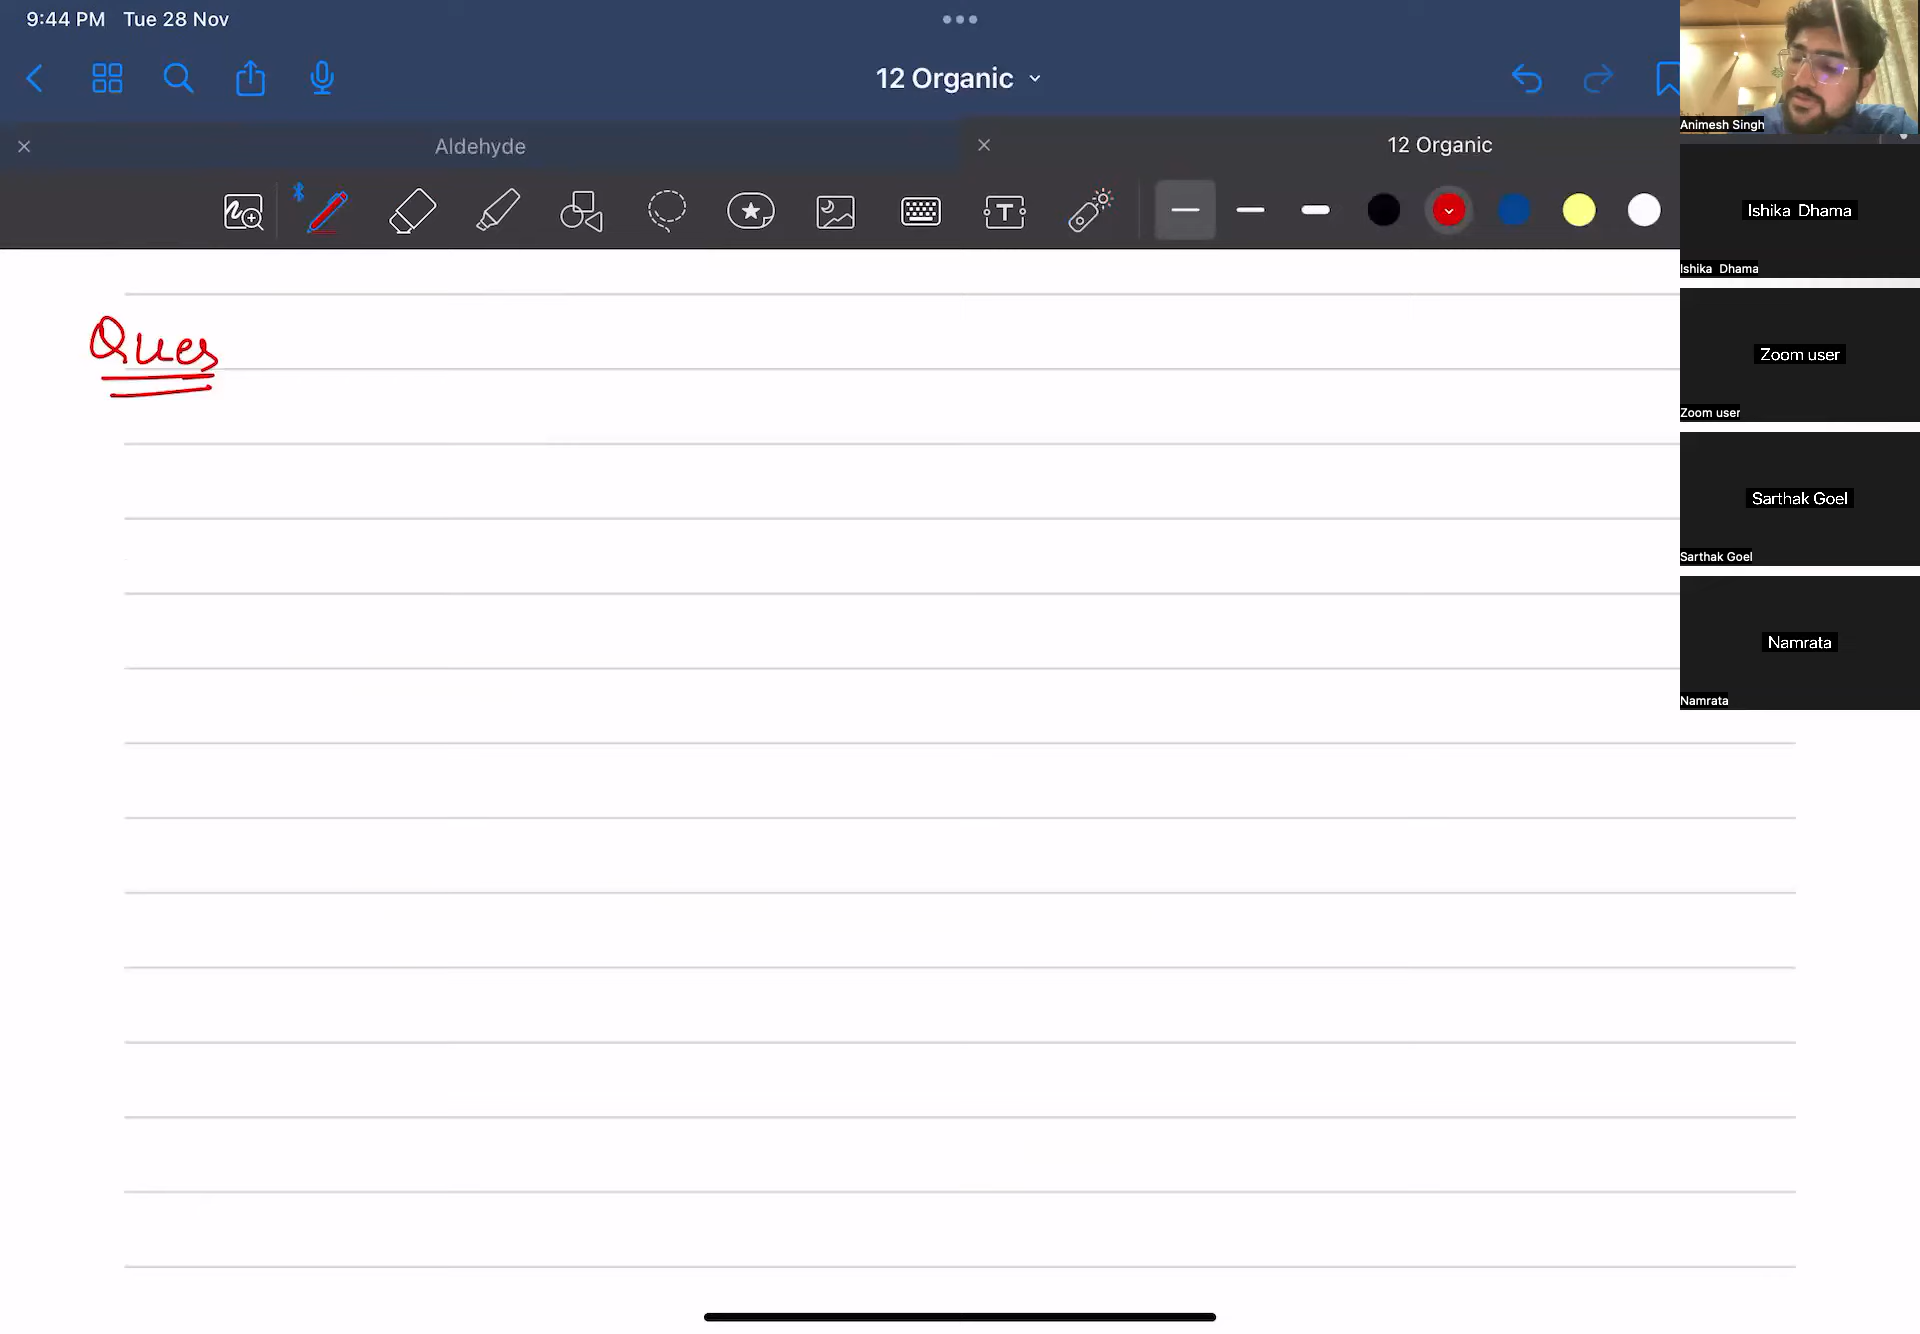 9:44 PM Tue 28 Nov
12 Organic
Aldehyde
12 Organic
T
Ques
Animesh Singh
Ishika Dhama
Ishika Dhama
Zoom user
Zoom user
Sarthak Goel
Sarthak Goel
Namrata
Namrata